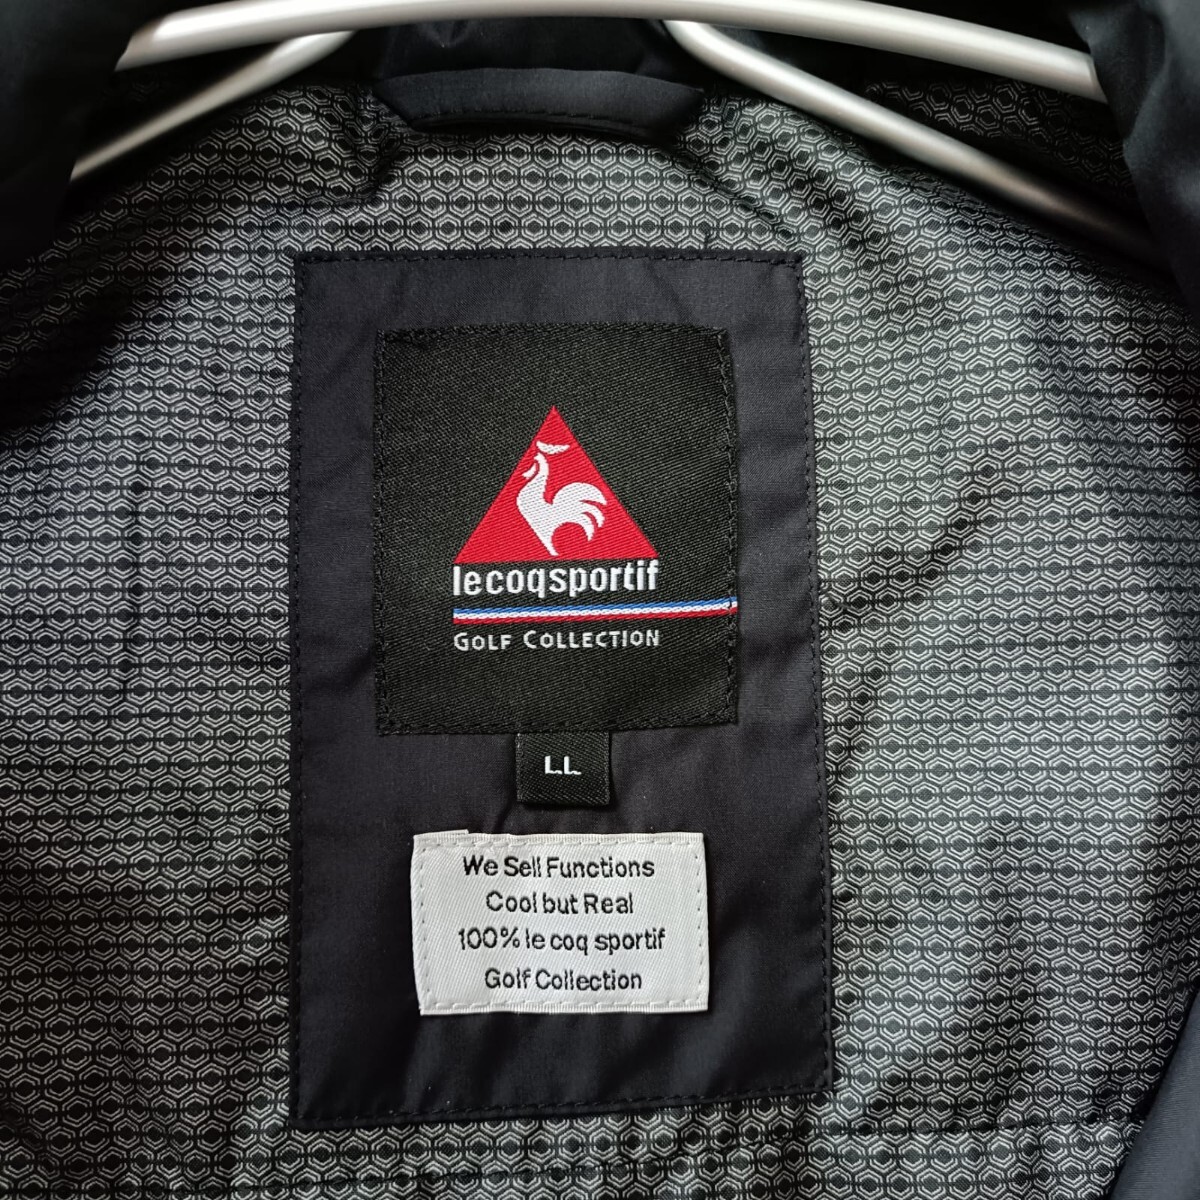 lecoqsportif
GOLF COLLECTION
LL
We Sell Functions
Cool but Real
100% le coq sportif
Golf Collection